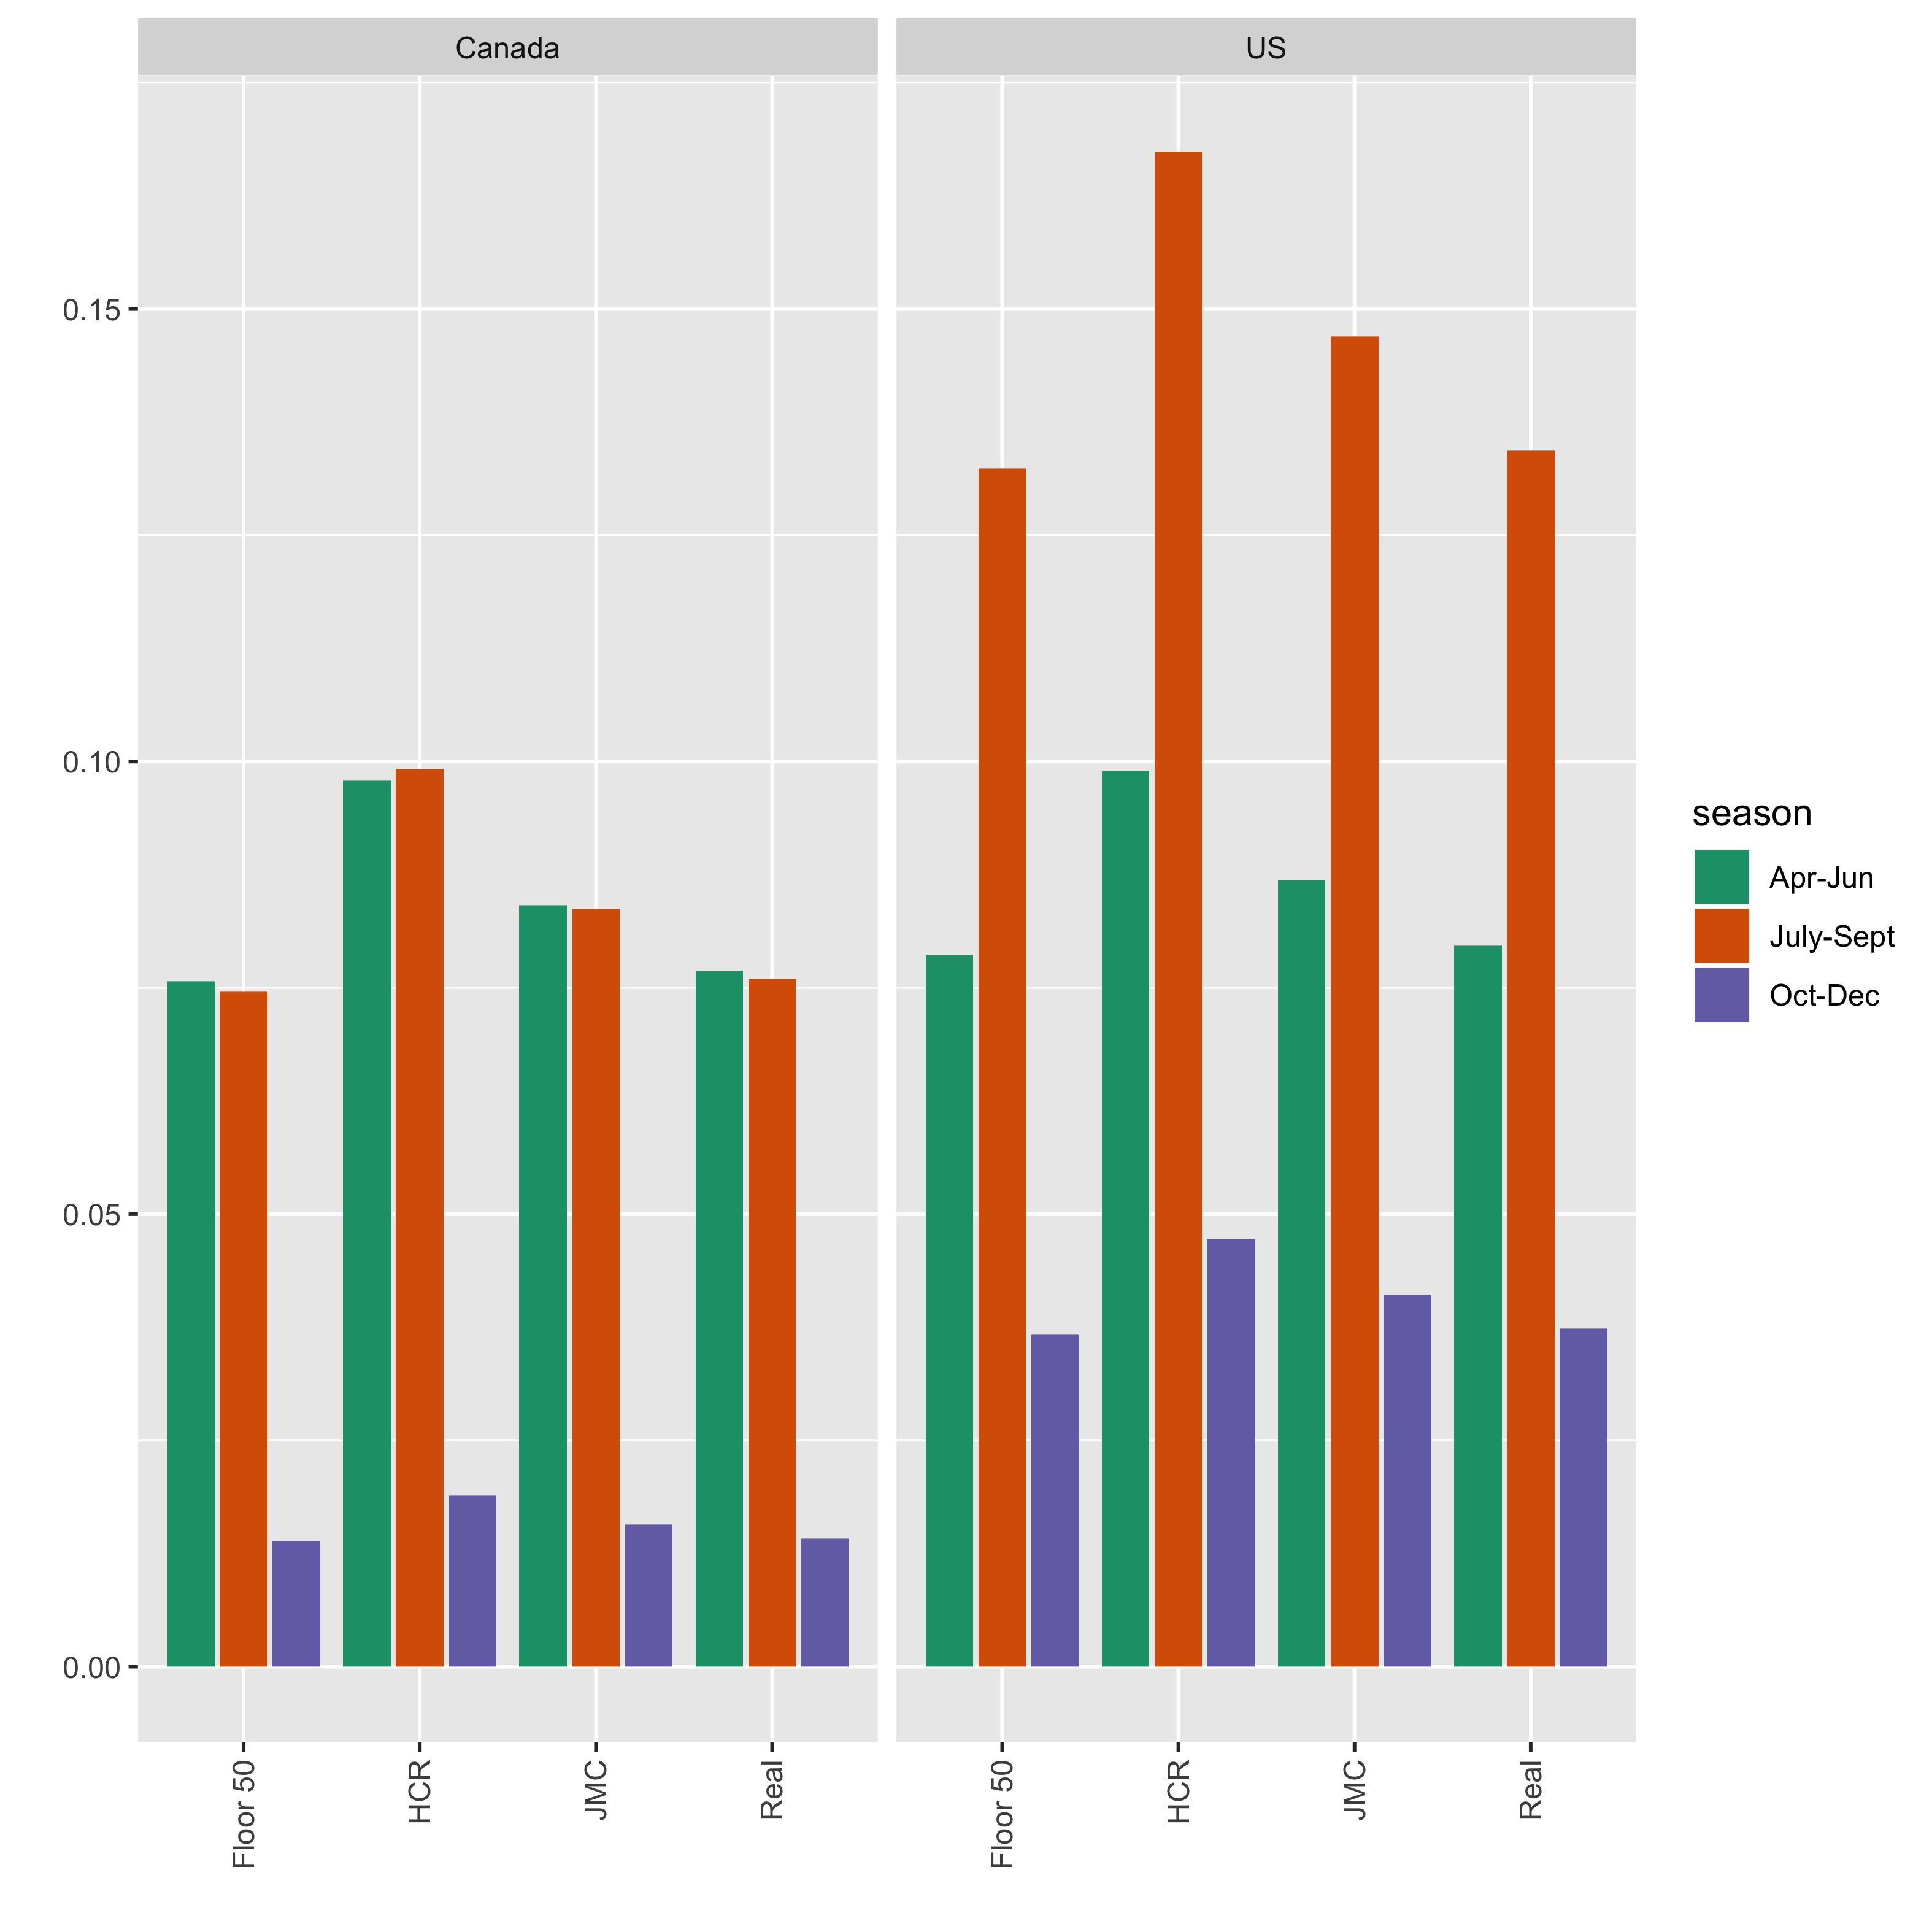 Canada
US
0.15
0.10
0.05
0.00
Floor 50
HCR
JMC
Real
Floor 50
HCR
JMC
Real
season
Apr-Jun
July-Sept
Oct-Dec